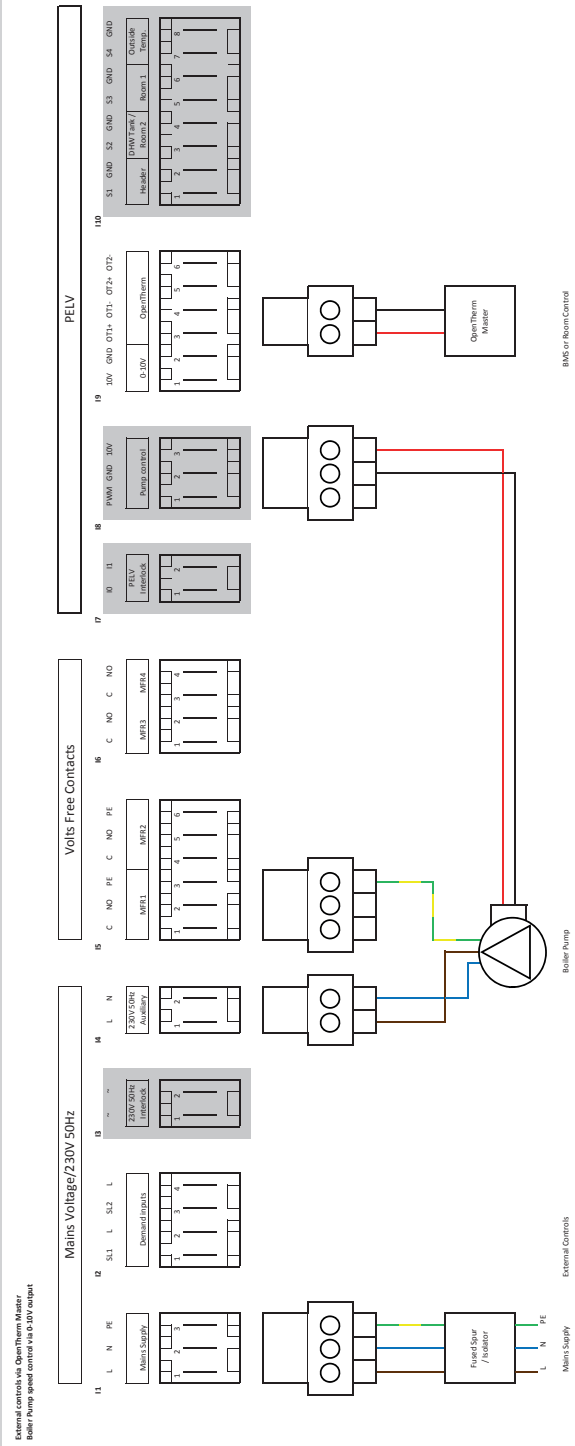 External controls via OpenTherm Master
Boiler Pump speed control via 0-10V output
Mains Voltage/230V 50Hz
Volts Free Contacts
PELV
I1
L N PE
Mains Supply
1 2 3
I2
SL1 L SL2 L
Demand inputs
1 2 3 4
I3
~ ~
230V 50Hz
Interlock
1 2
I4
L N
230V 50Hz
Auxiliary
1 2
I5
C NO PE C NO PE
MFR1 MFR2
1 2 3 4 5 6
I6
C NO C NO
MFR3 MFR4
1 2 3 4
I7
I0 I1
PELV
Interlock
1 2
I8
PWM GND 10V
Pump control
1 2 3
I9
10V GND OT1+ OT1- OT2+ OT2-
0-10V OpenTherm
1 2 3 4 5 6
I10
S1 GND S2 GND S3 GND S4 GND
Header
DHW Tank /
Room 2
Room 1
Outside
Temp.
1 2 3 4 5 6 7 8
Fused Spur
/ Isolator
L N PE
Mains Supply
External Controls
Boiler Pump
OpenTherm
Master
BMS or Room Control